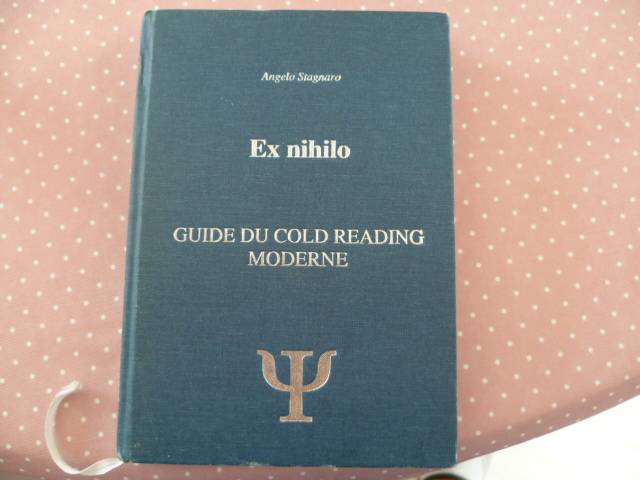 Angelo Stagnaro
Ex nihilo
GUIDE DU COLD READING
MODERNE
Ψ